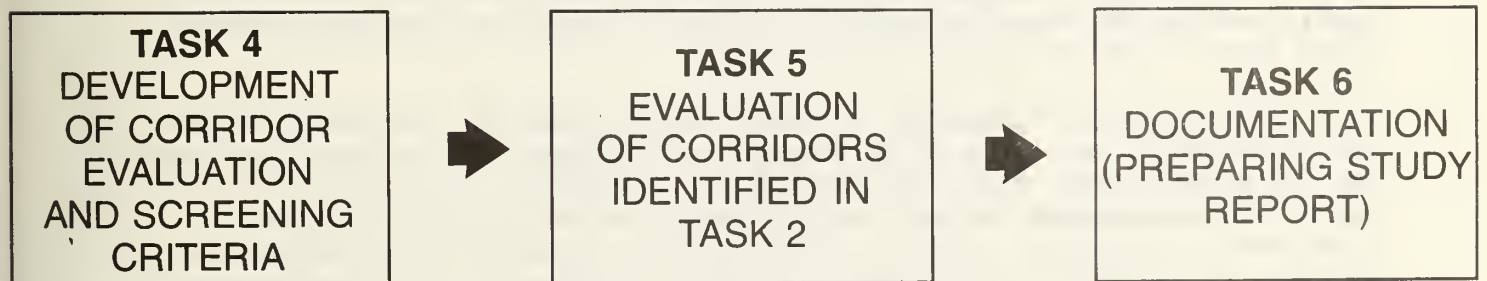 TASK 4
DEVELOPMENT
OF CORRIDOR
EVALUATION
AND SCREENING
CRITERIA
TASK 5
EVALUATION
OF CORRIDORS
IDENTIFIED IN
TASK 2
TASK 6
DOCUMENTATION
(PREPARING STUDY
REPORT)